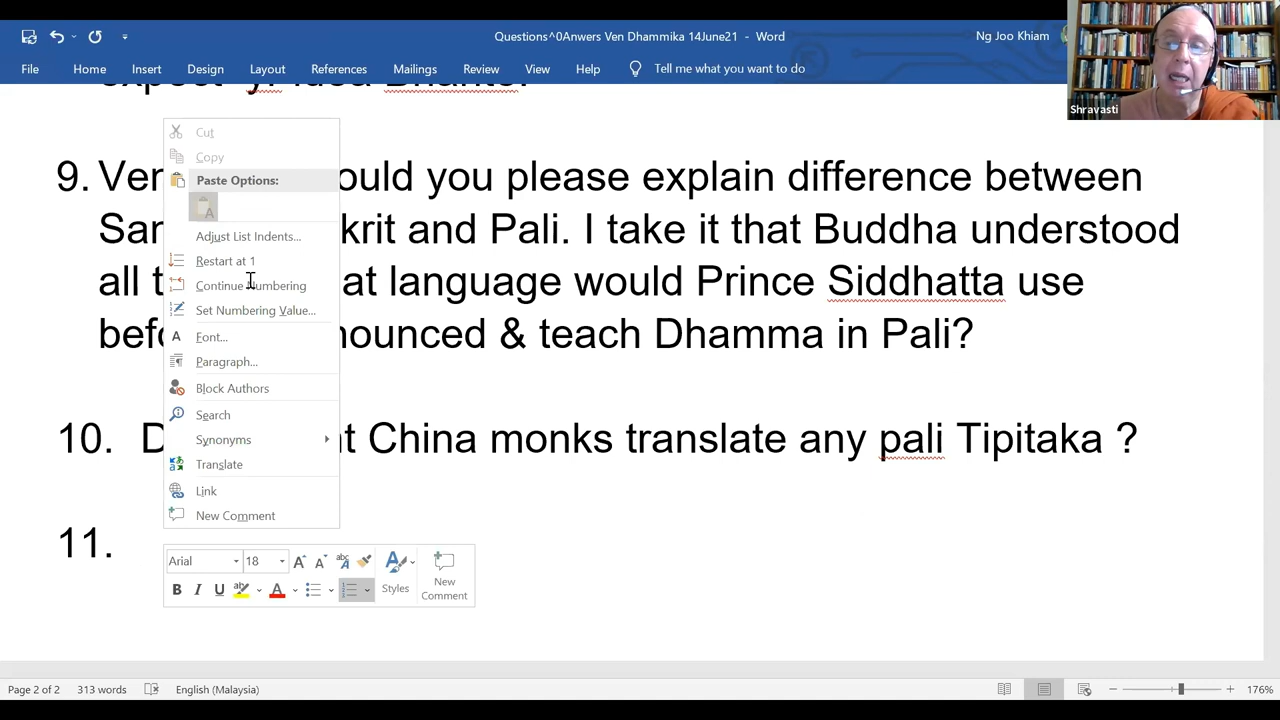 Questions^0Anwers Ven Dhammika 14June21 - Word
Ng Joo Khiam
File Home Insert Design Layout References Mailings Review View Help Tell me what you want to do
Shravasti
Cut
Copy
Paste Options:
Adjust List Indents...
Restart at 1
Continue Numbering
Set Numbering Value...
Font...
Paragraph...
Block Authors
Search
Synonyms
Translate
Link
New Comment
9. Ven ould you please explain difference between
San krit and Pali. I take it that Buddha understood
all t at language would Prince Siddhatta use
befo nounced & teach Dhamma in Pali?
10. D t China monks translate any pali Tipitaka ?
11.
Arial 18
B I U
Styles
New
Comment
Page 2 of 2 313 words English (Malaysia) 176%